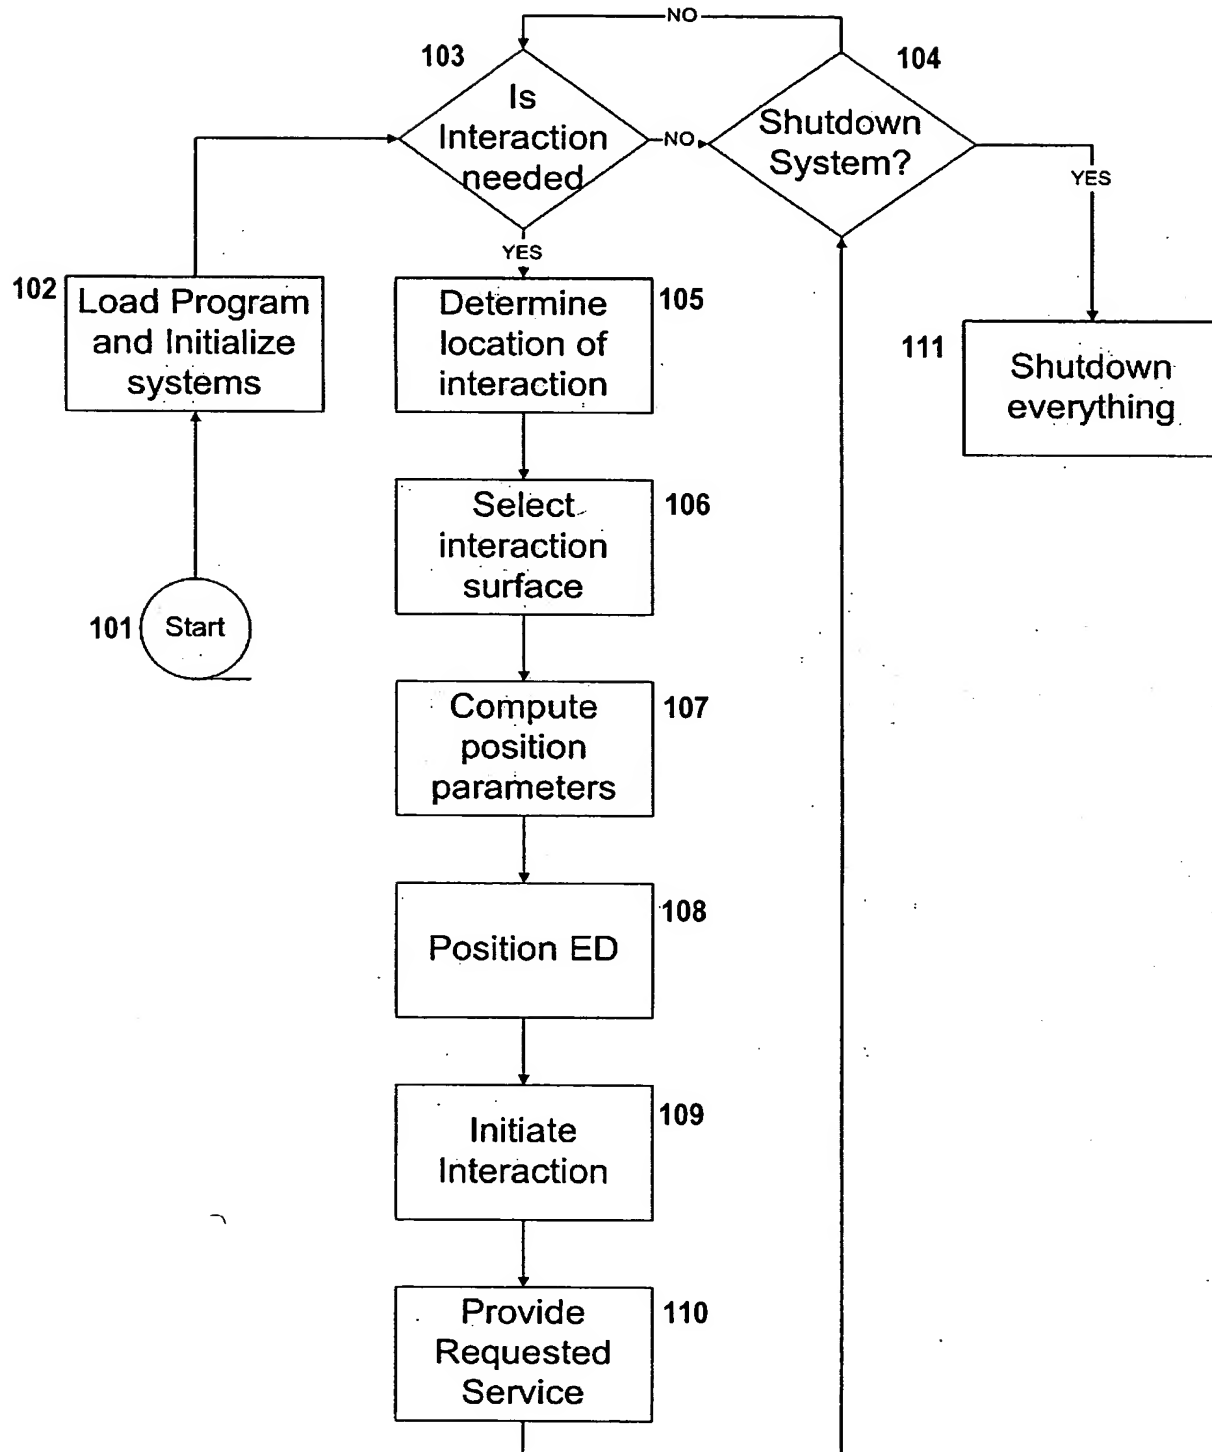 NO
103
Is
Interaction
needed
104
Shutdown
System?
NO
YES
YES
102
Load Program
and Initialize
systems
105
Determine
location of
interaction
111
Shutdown
everything
106
Select
interaction
surface
101
Start
107
Compute
position
parameters
108
Position ED
109
Initiate
Interaction
110
Provide
Requested
Service